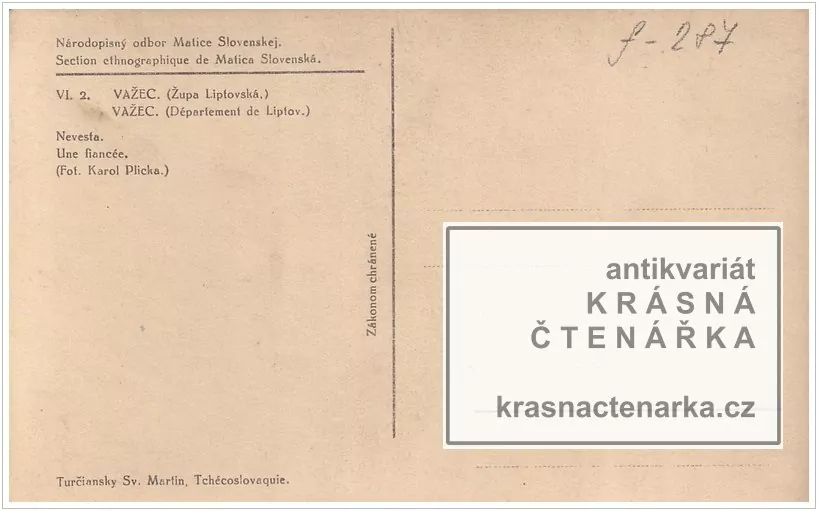 Národopisný odbor Matice Slovenskej.
Section ethnographique de Matica Slovenská.
VI. 2. VAŽEC. (Župa Liptovská.)
VAŽEC. (Département de Liptov.)
Nevesta.
Une fiancée.
(Fot. Karol Plicka.)
Turčiansky Sv. Martin, Tchécoslovaquie.
Zákonom chránené
f - 287
antikvariát
KRÁSNÁ
ČTENÁŘKA
krasnactenarka.cz